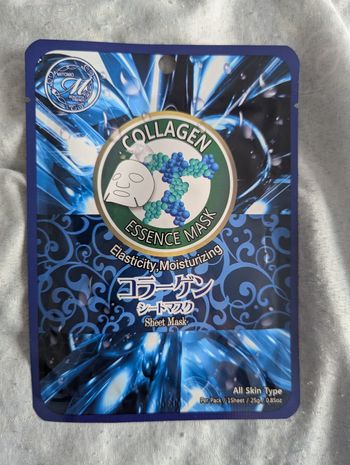 MITOMO
COLLAGEN
ESSENCE MASK
Elasticity,Moisturizing
コラーゲン
シートマスク
Sheet Mask
All Skin Type
Per Pack / 1Sheet / 25g / 0.85oz